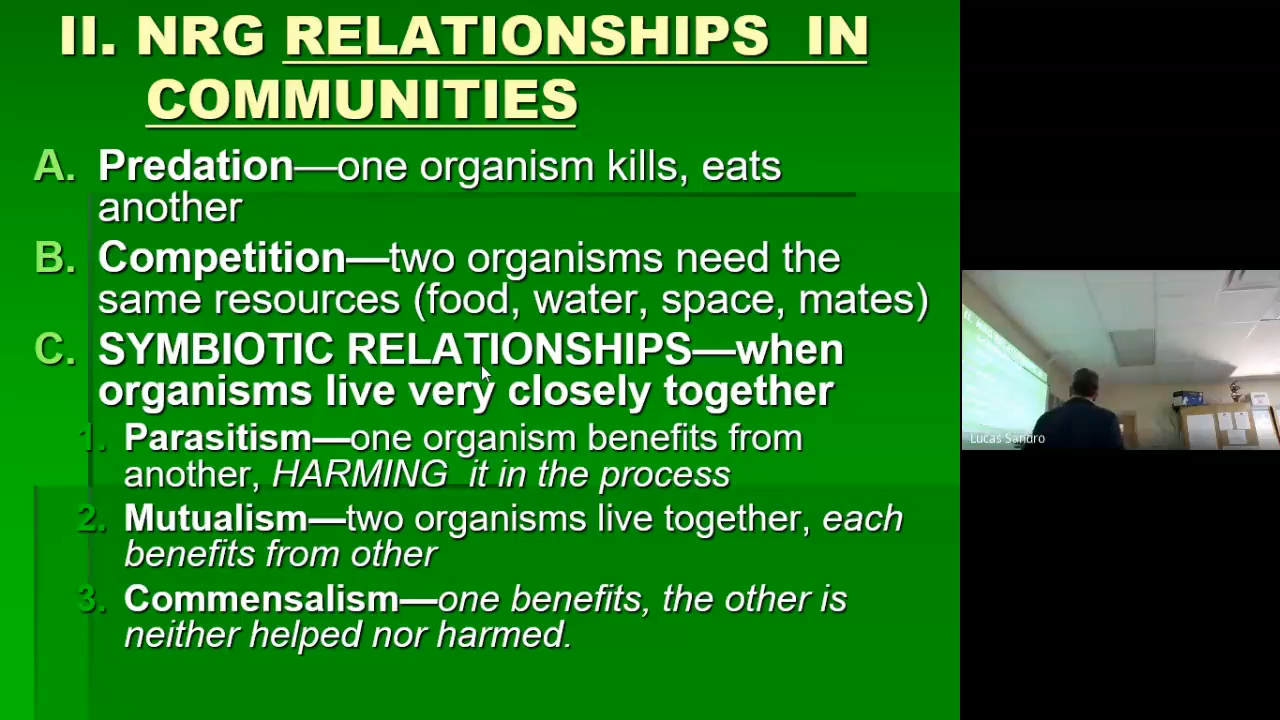 II. NRG RELATIONSHIPS IN
COMMUNITIES
A. Predation—one organism kills, eats
another
B. Competition—two organisms need the
same resources (food, water, space, mates)
C. SYMBIOTIC RELATIONSHIPS—when
organisms live very closely together
1. Parasitism—one organism benefits from
another, HARMING it in the process
2. Mutualism—two organisms live together, each
benefits from other
3. Commensalism—one benefits, the other is
neither helped nor harmed.
Lucas Sandro